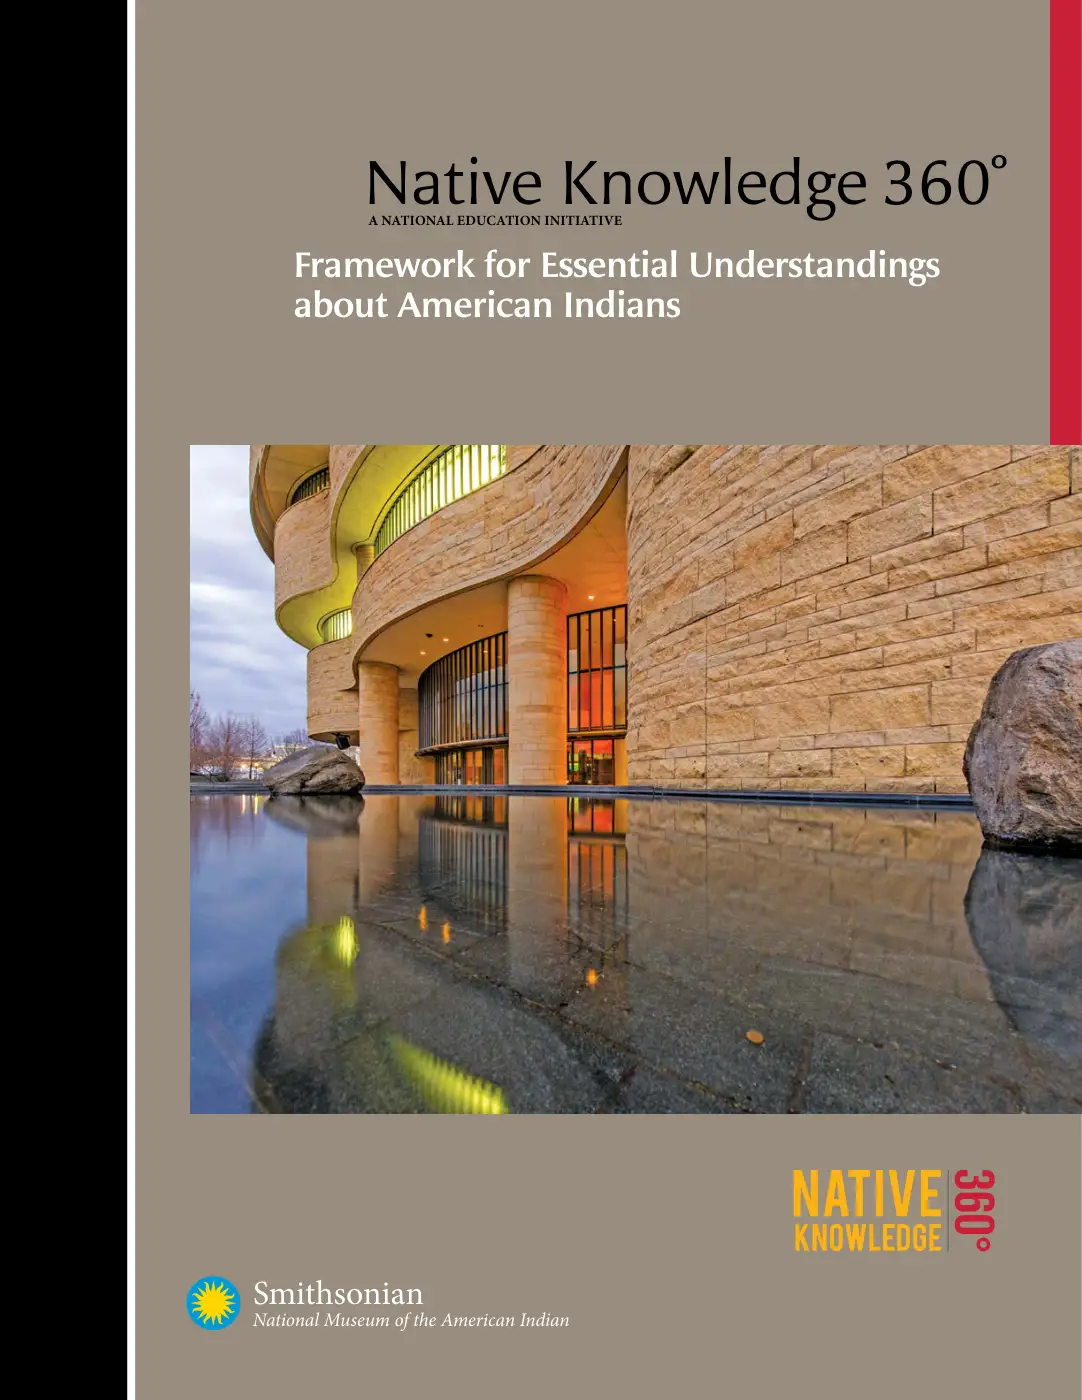 Native Knowledge 360°
A NATIONAL EDUCATION INITIATIVE
Framework for Essential Understandings
about American Indians
NATIVE
KNOWLEDGE
360°
Smithsonian
National Museum of the American Indian